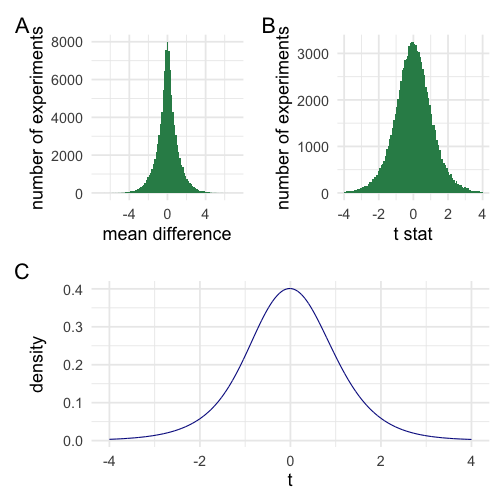 A
number of experiments
8000
6000
4000
2000
0
-4 0 4
mean difference
B
number of experiments
3000
2000
1000
0
-4 -2 0 2 4
t stat
C
density
0.4
0.3
0.2
0.1
0.0
-4 -2 0 2 4
t